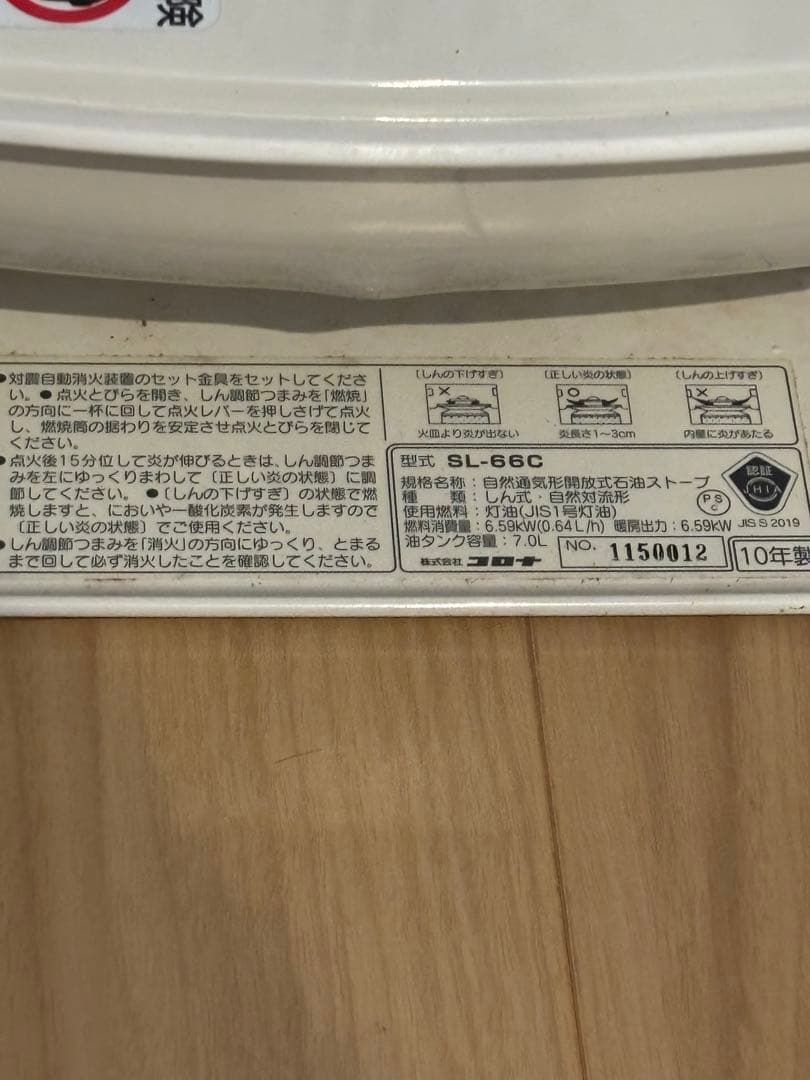 険
●対震自動消火装置のセット金具をセットしてくださ
い。●点火とびらを開き、しん調節つまみを「燃焼」
の方向に一杯に回して点火レバーを押しさげて点火
し、燃焼筒の据わりを安定させ点火とびらを閉じて
ください。
●点火後15分位して炎が伸びるときは、しん調節つま
みを左にゆっくりまわして〔正しい炎の状態〕に調
節してください。●〔しんの下げすぎ〕の状態で燃
焼しますと、においや一酸化炭素が発生しますので
〔正しい炎の状態〕でご使用ください。
●しん調節つまみを「消火」の方向にゆっくり、とまる
まで回して必ず消火したことを確認してください。
〔しんの下げすぎ〕 〔正しい炎の状態〕 〔しんの上げすぎ〕
火皿より炎が出ない 炎長さ1~3cm 内壁に炎があたる
型式 SL-66C
規格名称:自然通気形開放式石油ストーブ
種類:しん式・自然対流形
使用燃料:灯油(JIS1号灯油)
燃料消費量:6.59kW(0.64L/h) 暖房出力:6.59kW
油タンク容量:7.0L
株式会社コロナ
NO. 1150012
10年製
PSC
認証
JHIA
JIS S 2019